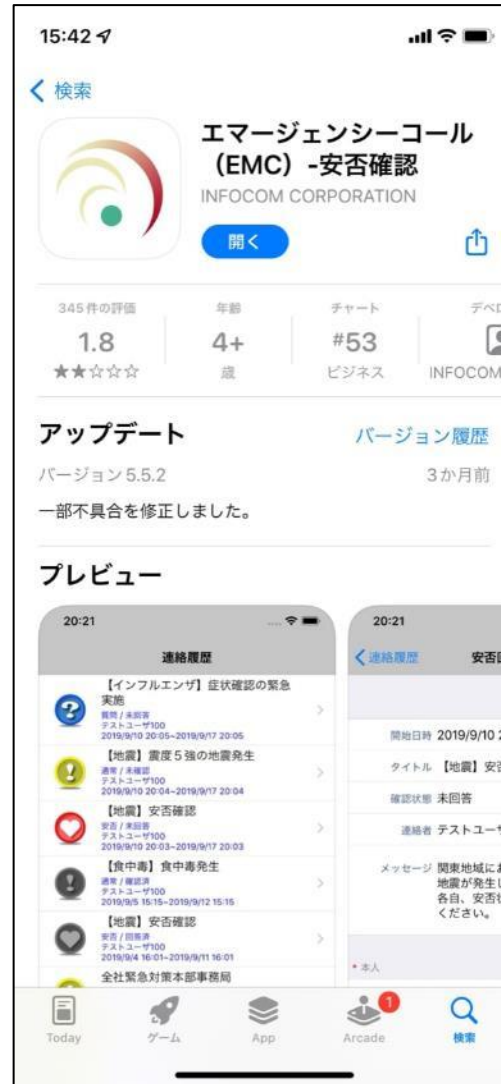 15:42
検索
エマージェンシーコール
（EMC）-安否確認
INFOCOM CORPORATION
開く
345件の評価
年齢
チャート
デベロ
1.8
4+
#53
★★☆☆☆
歳
ビジネス
INFOCOM
アップデート
バージョン履歴
バージョン 5.5.2
3か月前
一部不具合を修正しました。
プレビュー
20:21
連絡履歴
【インフルエンザ】症状確認の緊急
実施
質問 / 未回答
テストユーザ100
2019/9/10 20:05~2019/9/17 20:05
【地震】震度５強の地震発生
通常 / 未確認
テストユーザ100
2019/9/10 20:04~2019/9/17 20:04
【地震】安否確認
安否 / 未回答
テストユーザ100
2019/9/10 20:03~2019/9/17 20:03
【食中毒】食中毒発生
通常 / 確認済
テストユーザ100
2019/9/5 15:15~2019/9/12 15:15
【地震】安否確認
安否 / 回答済
テストユーザ100
2019/9/4 16:01~2019/9/11 16:01
全社緊急対策本部事務局
20:21
連絡履歴
安否回
開始日時 2019/9/10 2
タイトル 【地震】安否
確認状態 未回答
連絡者 テストユーザ
メッセージ 関東地域にお
地震が発生し
各自、安否状
ください。
* 本人
Today
ゲーム
App
Arcade
1
検索